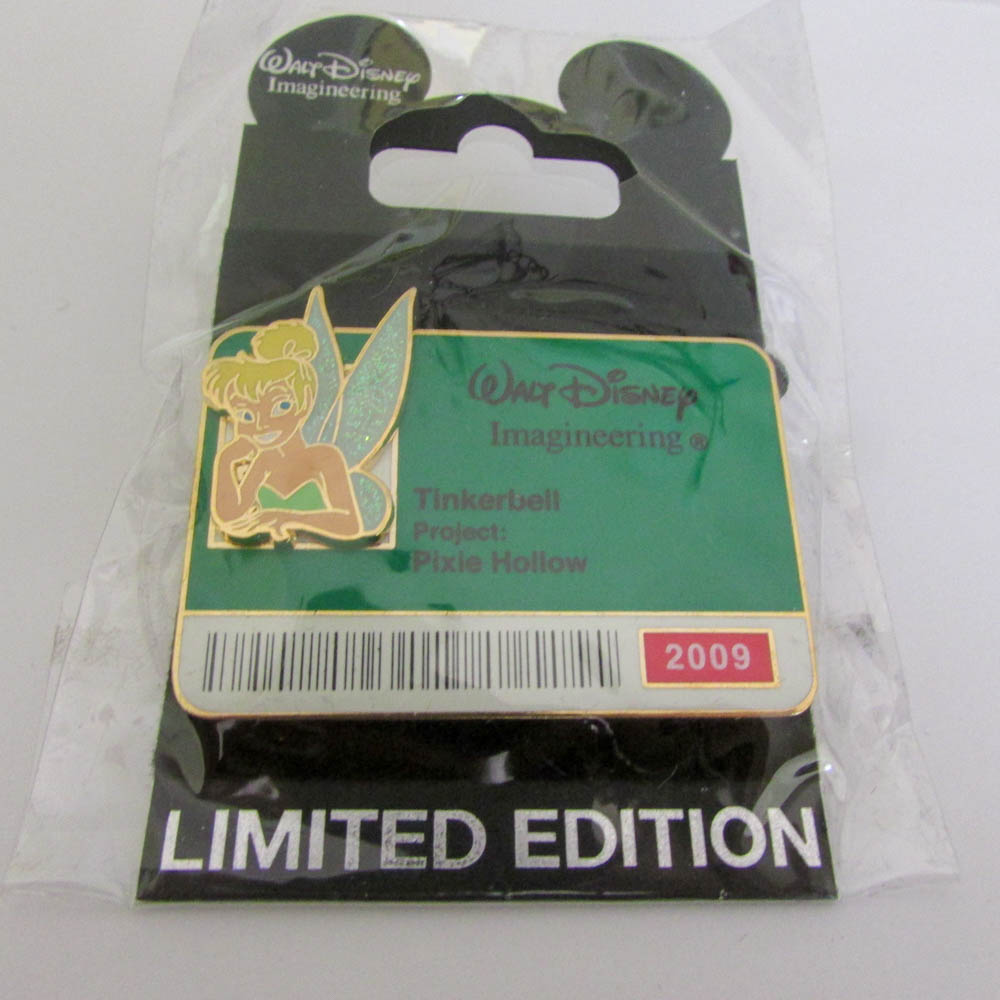 WALT DISNEY
Imagineering
WALT DISNEY
Imagineering ®
Tinkerbell
Project:
Pixie Hollow
2009
LIMITED EDITION